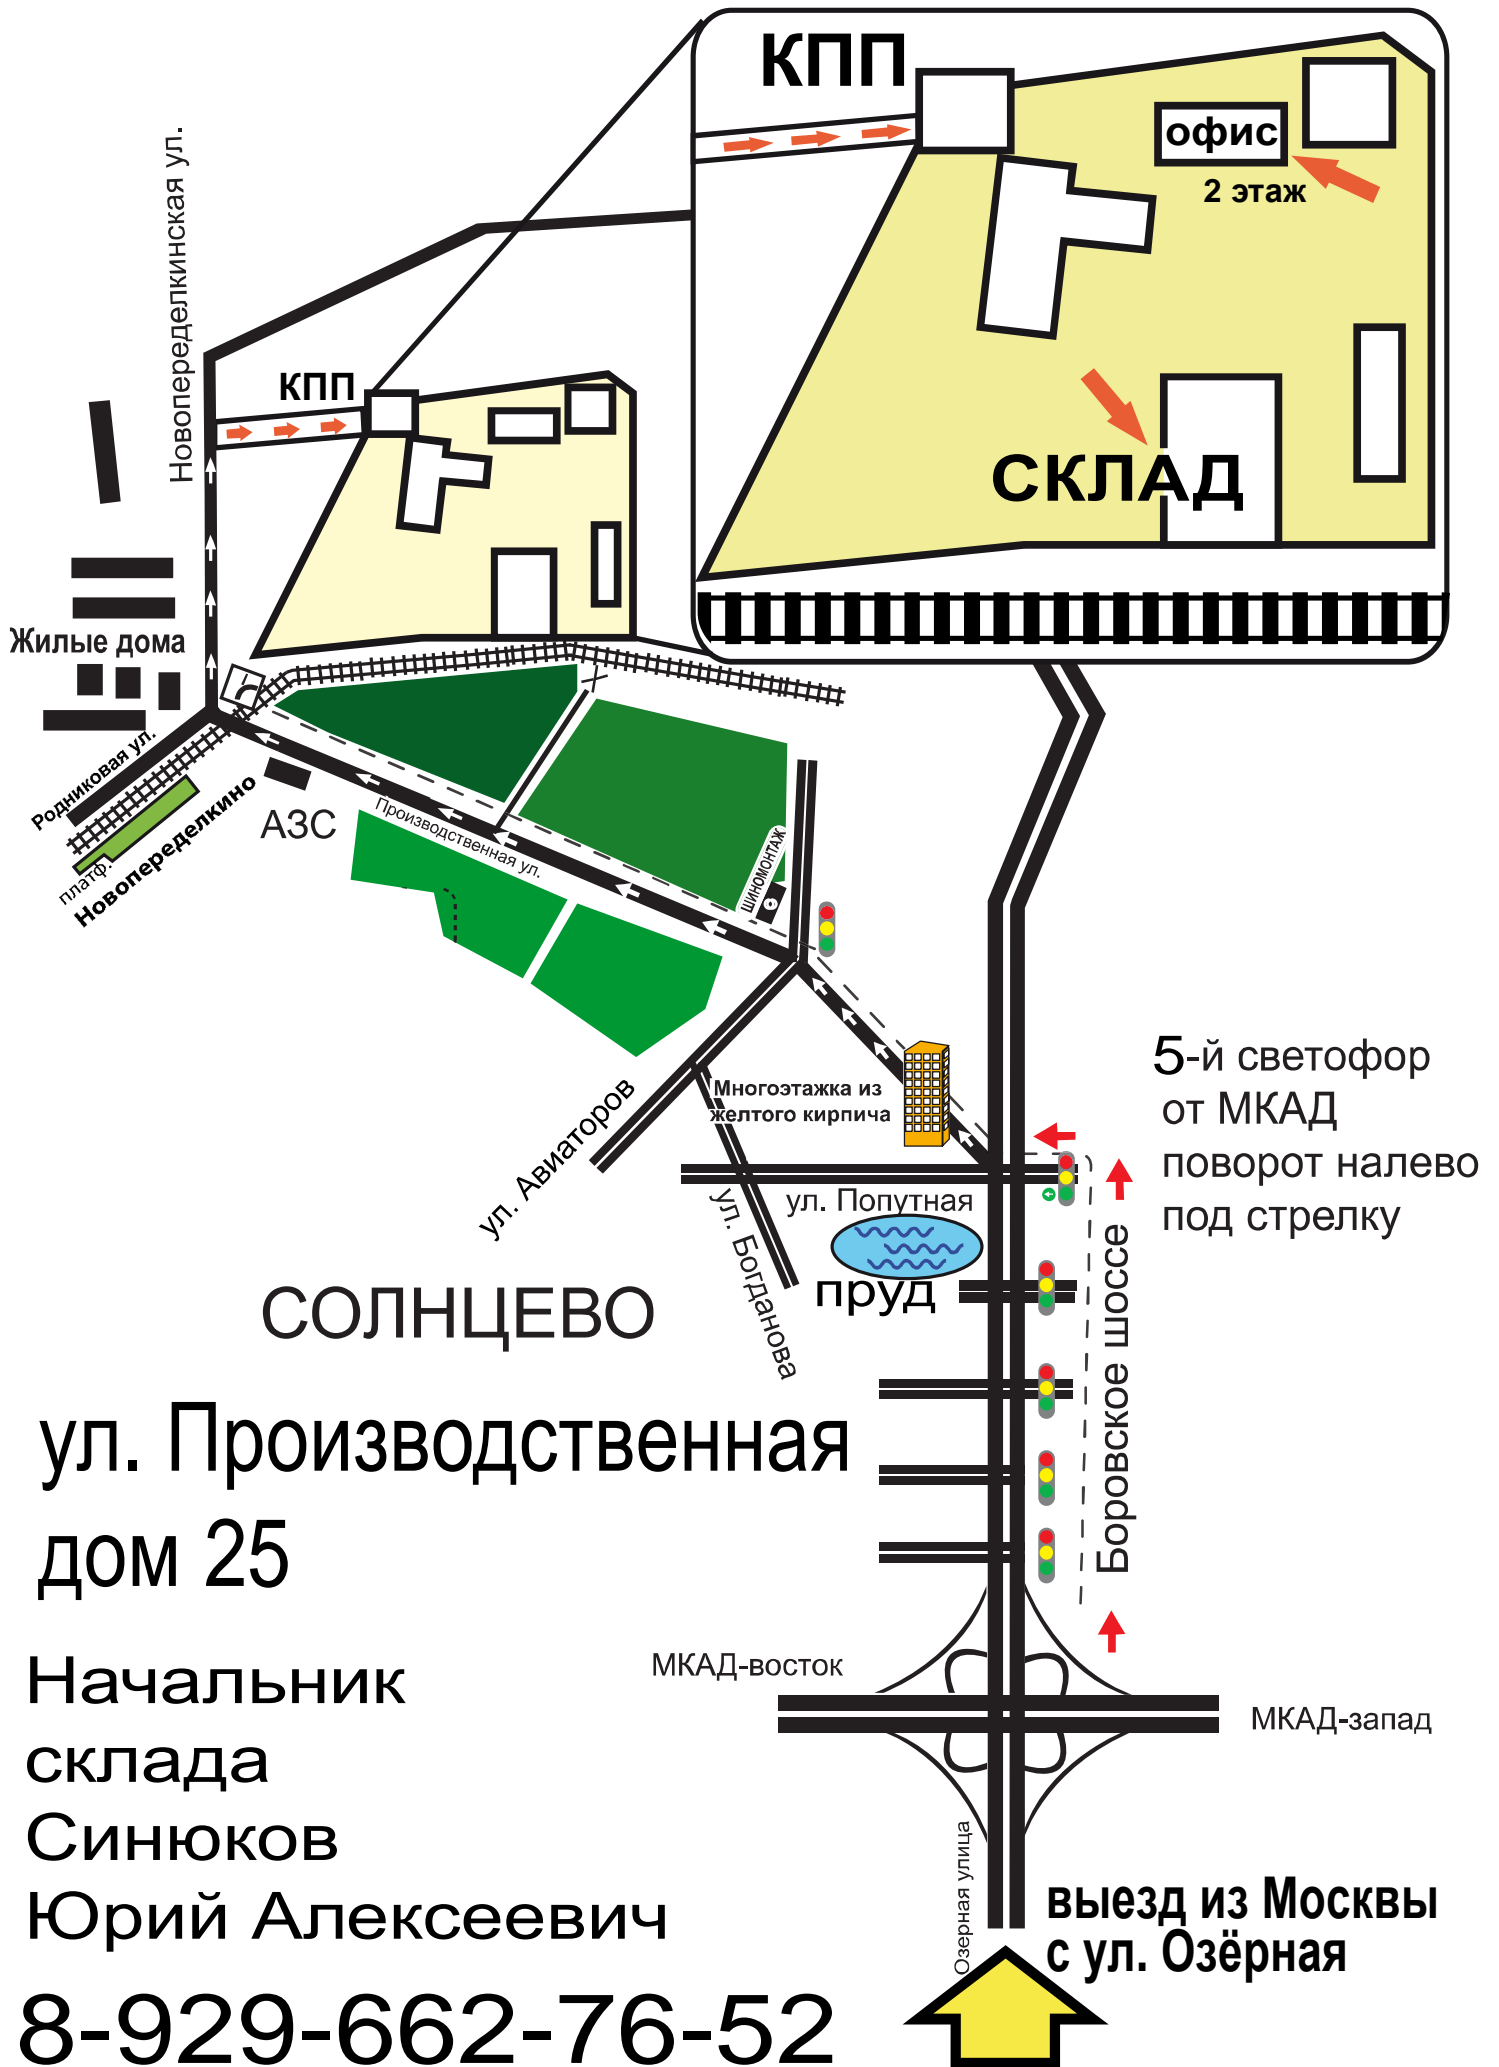 КПП
офис
2 этаж
СКЛАД
Новопеределкинская ул.
КПП
Жилые дома
Родниковая ул.
платф.
Новопеределкино
АЗС
Производственная ул.
ШИНОМОНТАЖ
5-й светофор
от МКАД
поворот налево
под стрелку
Многоэтажка из
желтого кирпича
ул. Авиаторов
ул. Попутная
ул. Богданова
пруд
СОЛНЦЕВО
Боровское шоссе
ул. Производственная
дом 25
МКАД-восток
МКАД-запад
Начальник
склада
Синюков
Юрий Алексеевич
8-929-662-76-52
Озерная улица
выезд из Москвы
с ул. Озёрная